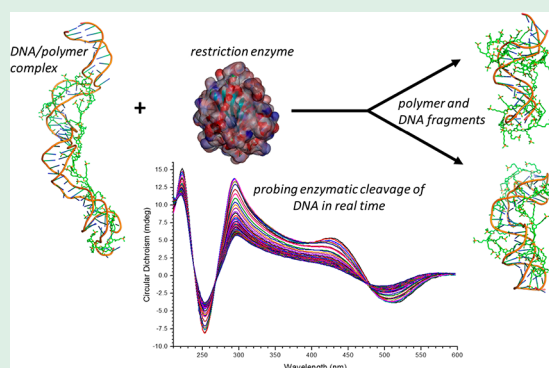 DNA/polymer
complex
+
restriction enzyme
polymer and
DNA fragments
probing enzymatic cleavage of
DNA in real time
Circular Dichroism (mdeg)
15.0
12.5
10.0
7.5
5.0
2.5
0.0
-2.5
-5.0
-7.5
-10.0
250
300
350
400
450
500
550
600
Wavelength (nm)